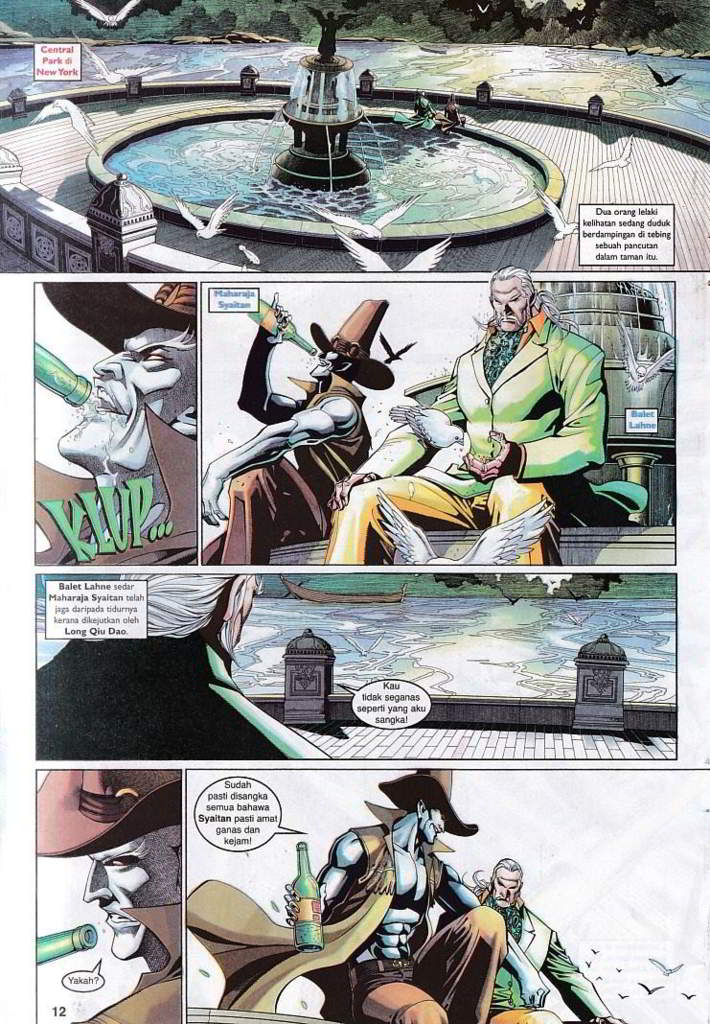 Central
Park di
New York
Dua orang lelaki
kelihatan sedang duduk
berdampingan di tebing
sebuah pancutan
dalam taman itu.
KLUP...
Maharaja
Syaitan
Balet
Lahne
Balet Lahne sedar
Maharaja Syaitan telah
jaga daripada tidurnya
kerana dikejutkan oleh
Long Qiu Dao.
Kau
tidak seganas
seperti yang aku
sangka!
Yakah?
Sudah
pasti disangka
semua bahawa
Syaitan pasti amat
ganas dan
kejam!
12